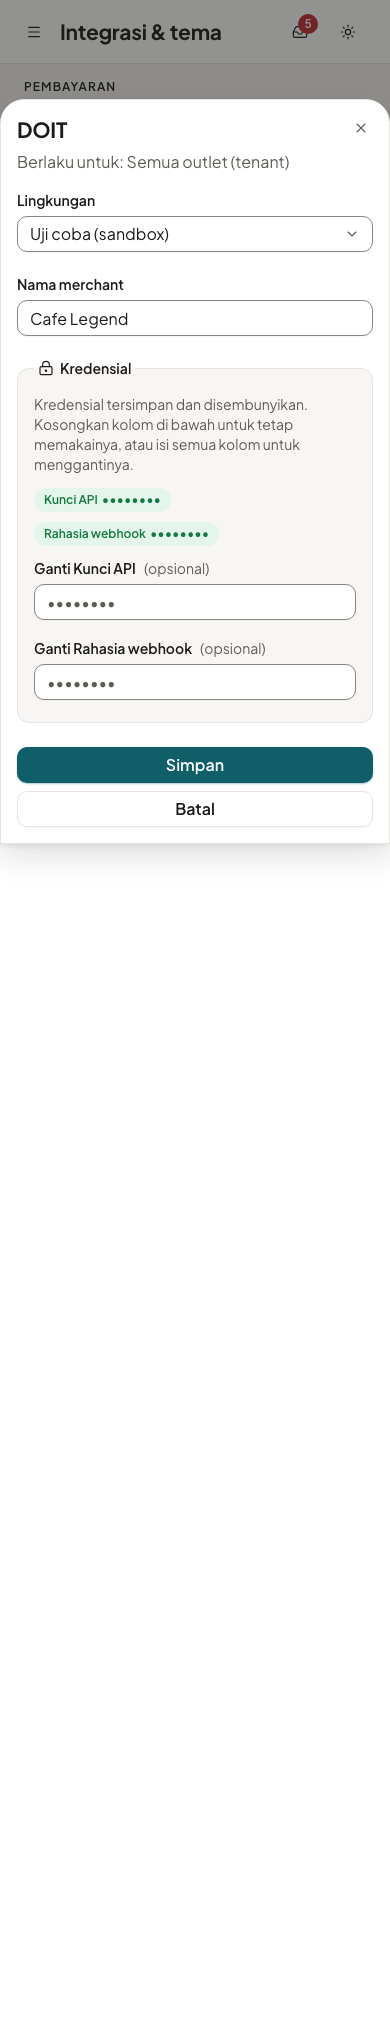 Integrasi & tema
5
PEMBAYARAN
DOIT
Berlaku untuk: Semua outlet (tenant)
Lingkungan
Uji coba (sandbox)
Nama merchant
Cafe Legend
Kredensial
Kredensial tersimpan dan disembunyikan.
Kosongkan kolom di bawah untuk tetap
memakainya, atau isi semua kolom untuk
menggantinya.
Kunci API ••••••••
Rahasia webhook ••••••••
Ganti Kunci API (opsional)
••••••••
Ganti Rahasia webhook (opsional)
••••••••
Simpan
Batal